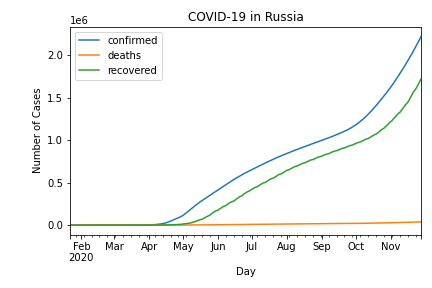 COVID-19 in Russia
1e6
confirmed
deaths
recovered
Number of Cases
2.0
1.5
1.0
0.5
0.0
Feb Mar Apr May Jun Jul Aug Sep Oct Nov
2020
Day